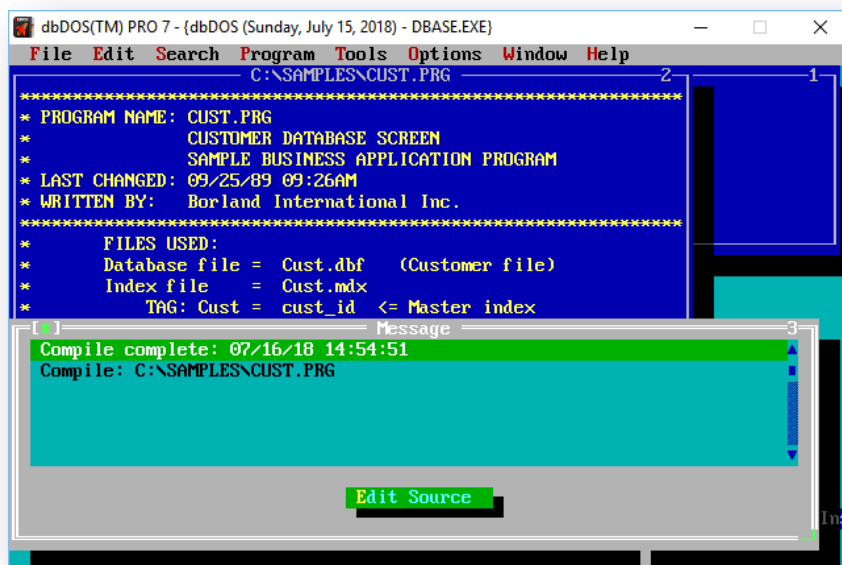 dbDOS(TM) PRO 7 - {dbDOS (Sunday, July 15, 2018) - DBASE.EXE}
File Edit Search Program Tools Options Window Help
C:\SAMPLES\CUST.PRG 2 1
***************************************************************
* PROGRAM NAME: CUST.PRG
* CUSTOMER DATABASE SCREEN
* SAMPLE BUSINESS APPLICATION PROGRAM
* LAST CHANGED: 09/25/89 09:26AM
* WRITTEN BY: Borland International Inc.
***************************************************************
* FILES USED:
* Database file = Cust.dbf (Customer file)
* Index file = Cust.mdx
* TAG: Cust = cust_id <= Master index
[■] Message 3
Compile complete: 07/16/18 14:54:51
Compile: C:\SAMPLES\CUST.PRG
Edit Source